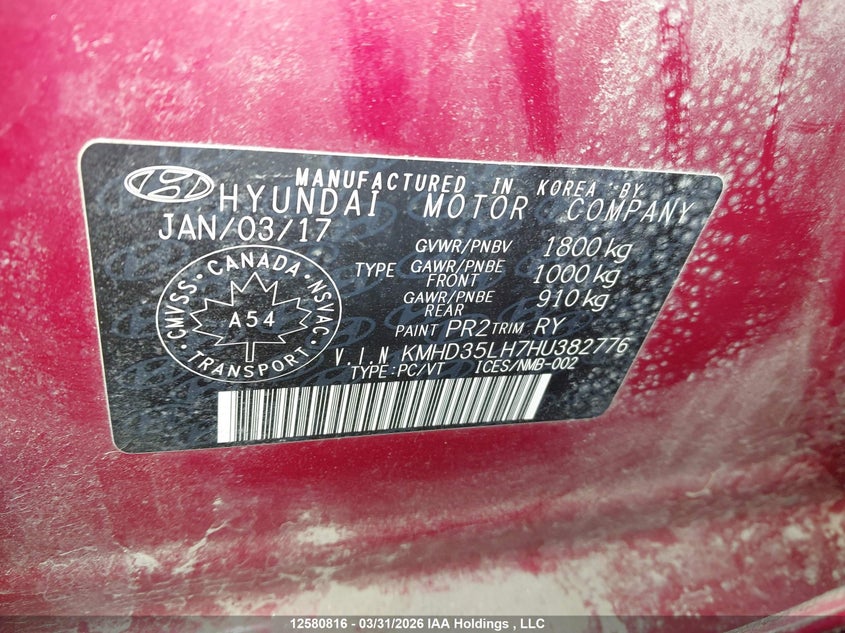 MANUFACTURED IN KOREA BY
HYUNDAI MOTOR COMPANY
JAN/03/17
GVWR/PNBV 1800 kg
TYPE GAWR/PNBE FRONT 1000 kg
GAWR/PNBE REAR 910 kg
PAINT PR2 TRIM RY
V.I.N KMHD35LH7HU382776
TYPE:PC/VT ICES/NMB-002
CMVSS · CANADA · NSVAC
A54
TRANSPORT
12580816 - 03/31/2026 IAA Holdings , LLC